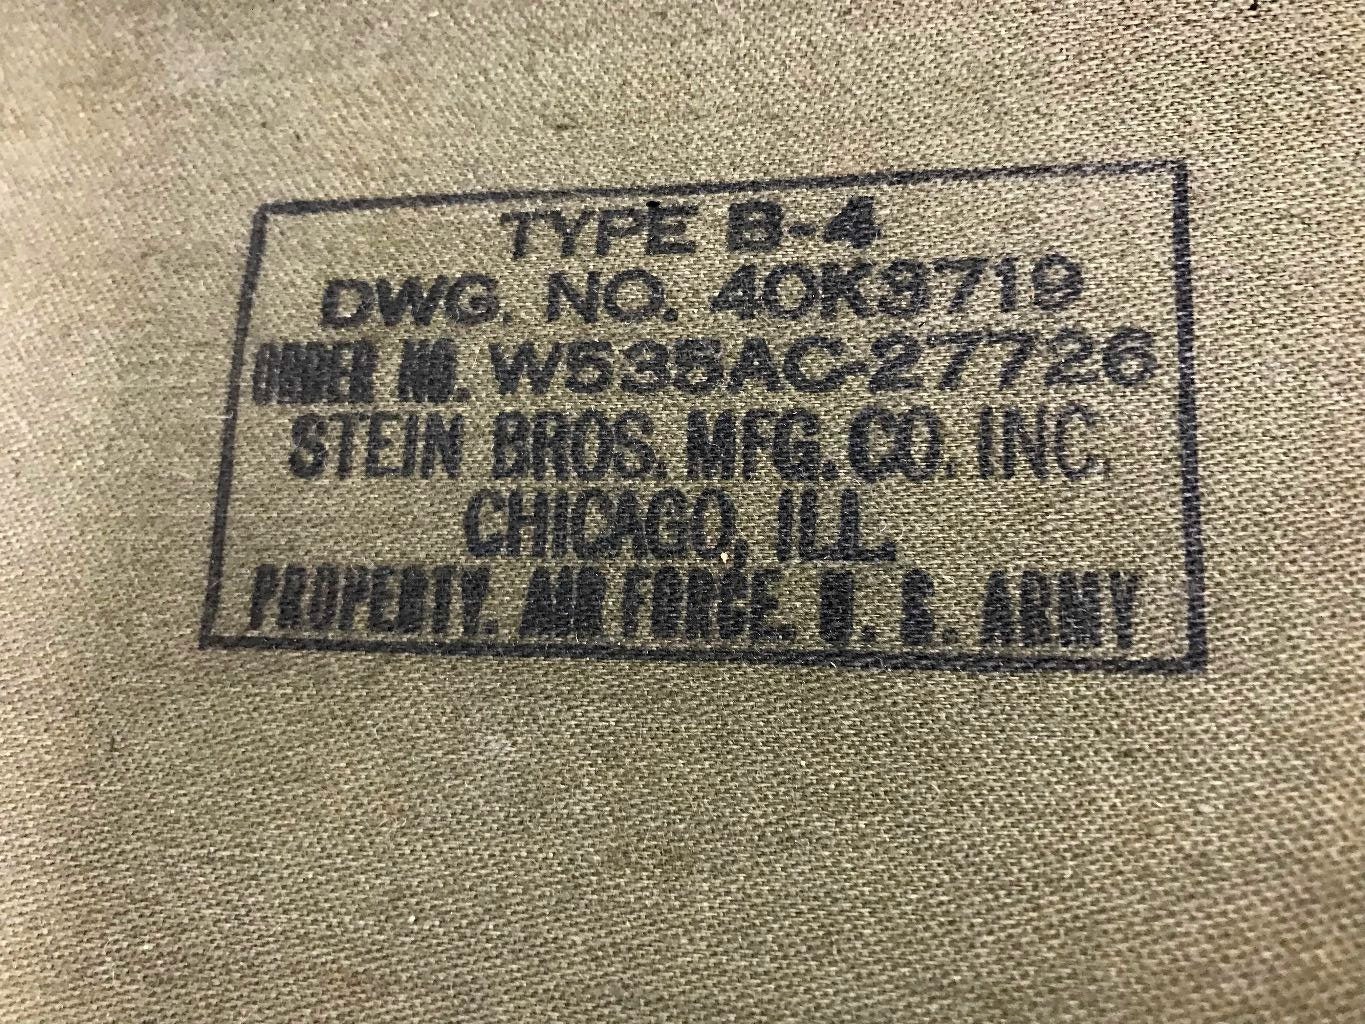 TYPE B-4
DWG. NO. 40K3719
ORDER NO. W535AC-27726
STEIN BROS. MFG. CO. INC.
CHICAGO, ILL.
PROPERTY. AIR FORCE. U. S. ARMY